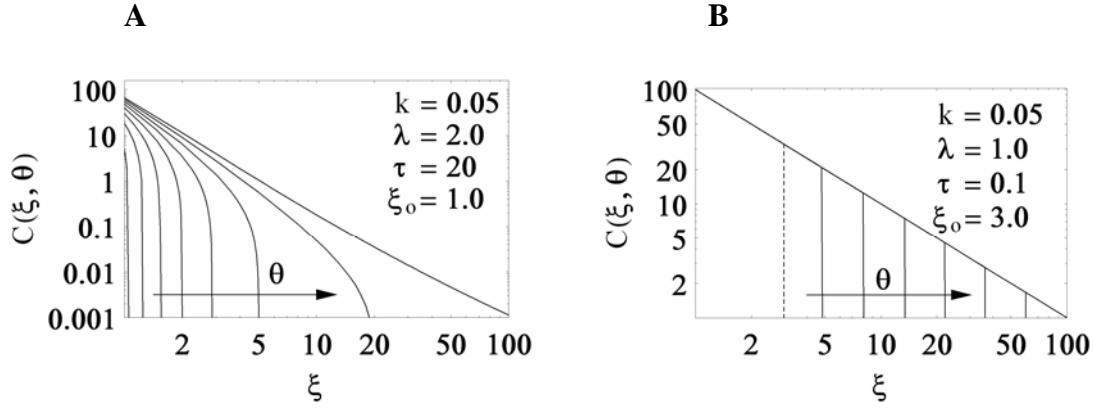 A
B
100
10
1
0.1
0.01
0.001
C(ξ, θ)
k = 0.05
λ = 2.0
τ = 20
ξo = 1.0
θ
2 5 10 20 50 100
ξ
100
50
20
10
5
2
C(ξ, θ)
k = 0.05
λ = 1.0
τ = 0.1
ξo = 3.0
θ
2 5 10 20 50 100
ξ